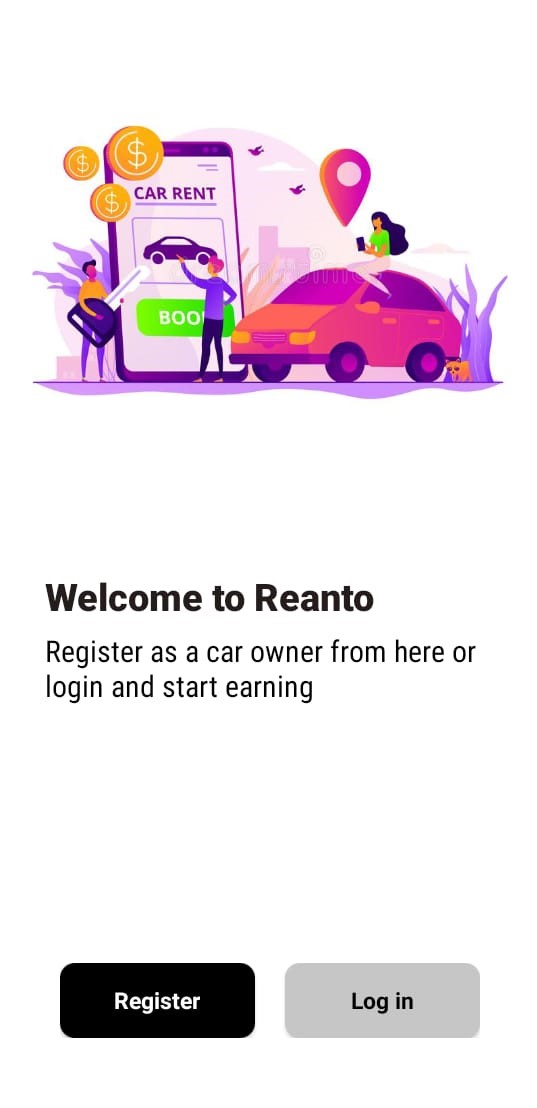 CAR RENT
Welcome to Reanto
Register as a car owner from here or
login and start earning
Register
Log in